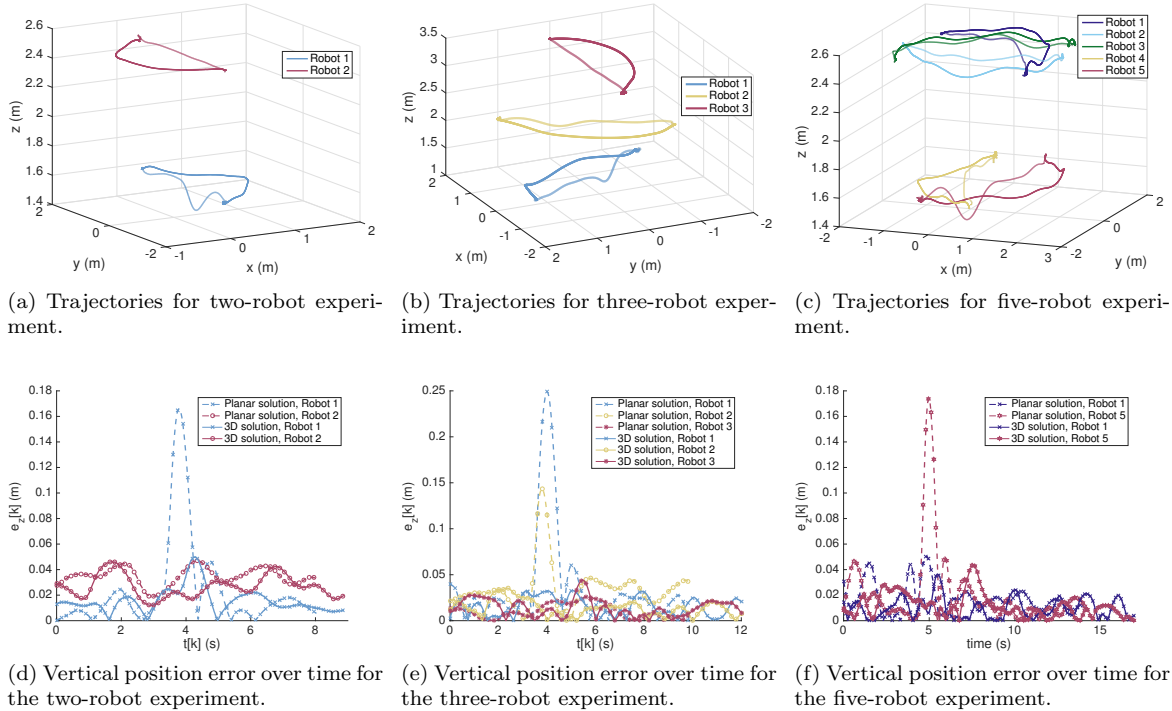 2.6
2.4
2.2
2
1.8
1.6
1.4
z (m)
2
0
-2
y (m)
-1
0
1
2
x (m)
Robot 1
Robot 2
(a) Trajectories for two-robot experi-
ment.
3.5
3
2.5
2
1.5
1
z (m)
2
1
0
-1
-2
x (m)
2
1
0
-1
-2
y (m)
Robot 1
Robot 2
Robot 3
(b) Trajectories for three-robot exper-
iment.
2.6
2.4
2.2
2
1.8
1.6
1.4
z (m)
-2
-1
0
1
2
3
x (m)
-2
0
2
y (m)
Robot 1
Robot 2
Robot 3
Robot 4
Robot 5
(c) Trajectories for five-robot experi-
ment.
0.18
0.16
0.14
0.12
0.1
0.08
0.06
0.04
0.02
0
e_z[k] (m)
0
2
4
6
8
t[k] (s)
Planar solution, Robot 1
Planar solution, Robot 2
3D solution, Robot 1
3D solution, Robot 2
(d) Vertical position error over time for
the two-robot experiment.
0.25
0.2
0.15
0.1
0.05
0
e_z[k] (m)
0
2
4
6
8
10
12
t[k] (s)
Planar solution, Robot 1
Planar solution, Robot 2
Planar solution, Robot 3
3D solution, Robot 1
3D solution, Robot 2
3D solution, Robot 3
(e) Vertical position error over time for
the three-robot experiment.
0.18
0.16
0.14
0.12
0.1
0.08
0.06
0.04
0.02
0
e_z[k] (m)
0
5
10
15
time (s)
Planar solution, Robot 1
Planar solution, Robot 5
3D solution, Robot 1
3D solution, Robot 5
(f) Vertical position error over time for
the five-robot experiment.